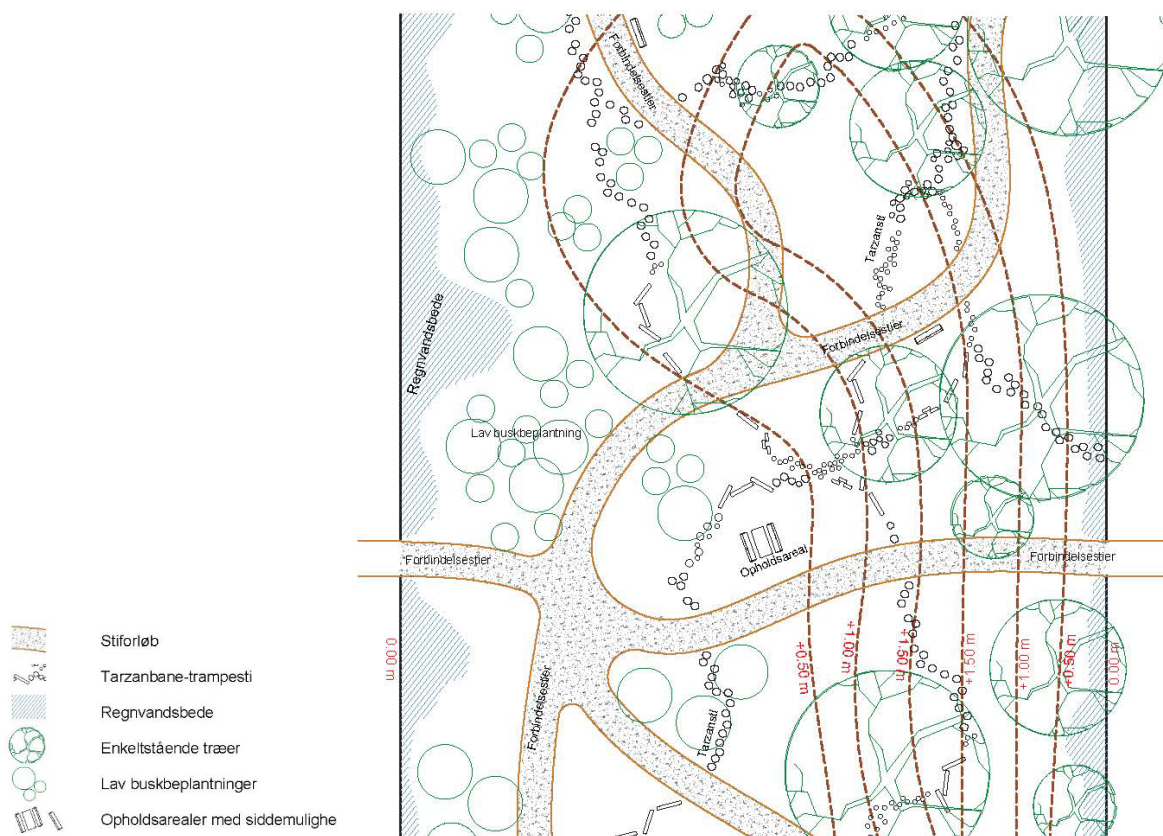 Forbindelsestier
Tarzansti
Regnvandsbede
Forbindelsestier
Lav buskbeplantning
Forbindelsestier
Opholdsareal
Forbindelsestier
0.00 m
+0.50 m
+1.00 m
+1.50 m
+1.50 m
+1.00 m
+0.50 m
0.00 m
Forbindelsestier
Tarzansti
Stiforløb
Tarzanbane-trampesti
Regnvandsbede
Enkeltstående træer
Lav buskbeplantninger
Opholdsarealer med siddemulighe